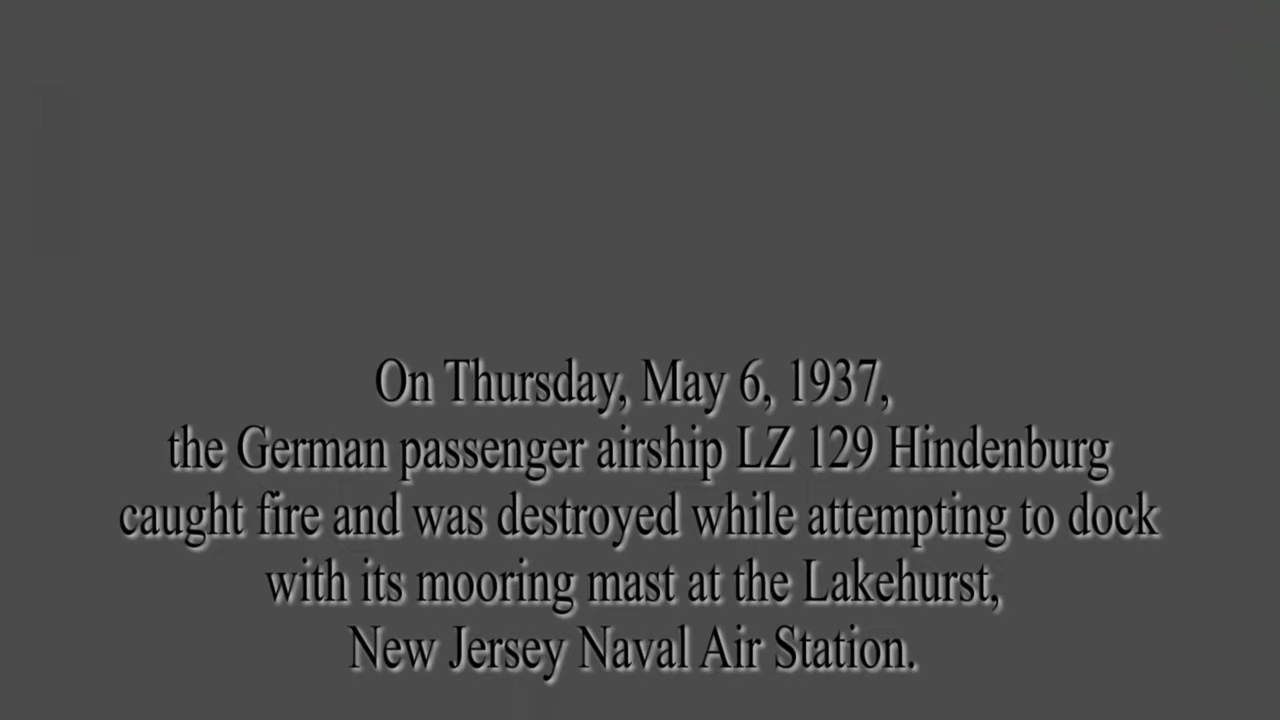 On Thursday, May 6, 1937,
the German passenger airship LZ 129 Hindenburg
caught fire and was destroyed while attempting to dock
with its mooring mast at the Lakehurst,
New Jersey Naval Air Station.